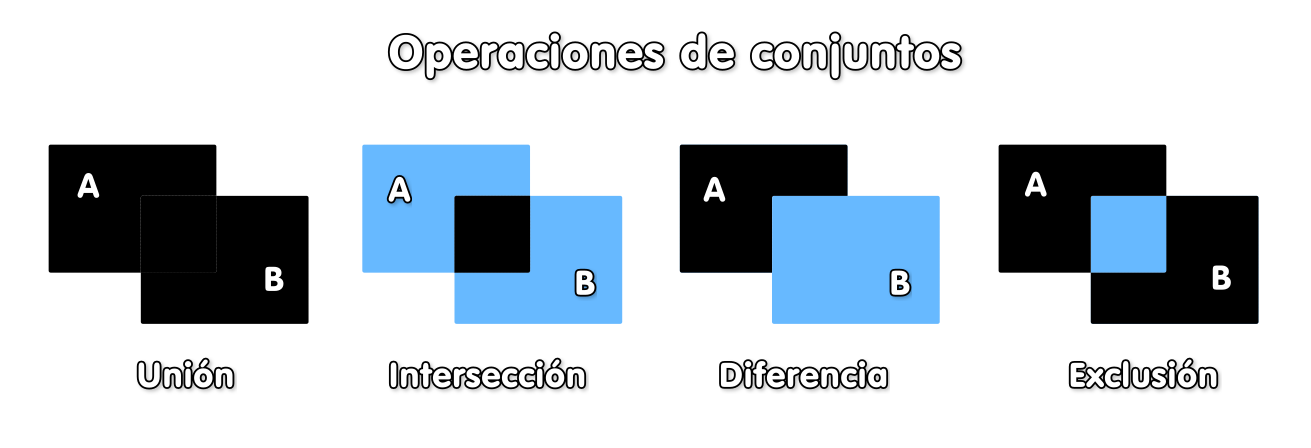 Operaciones de conjuntos
A
B
Unión
A
B
Intersección
A
B
Diferencia
A
B
Exclusión